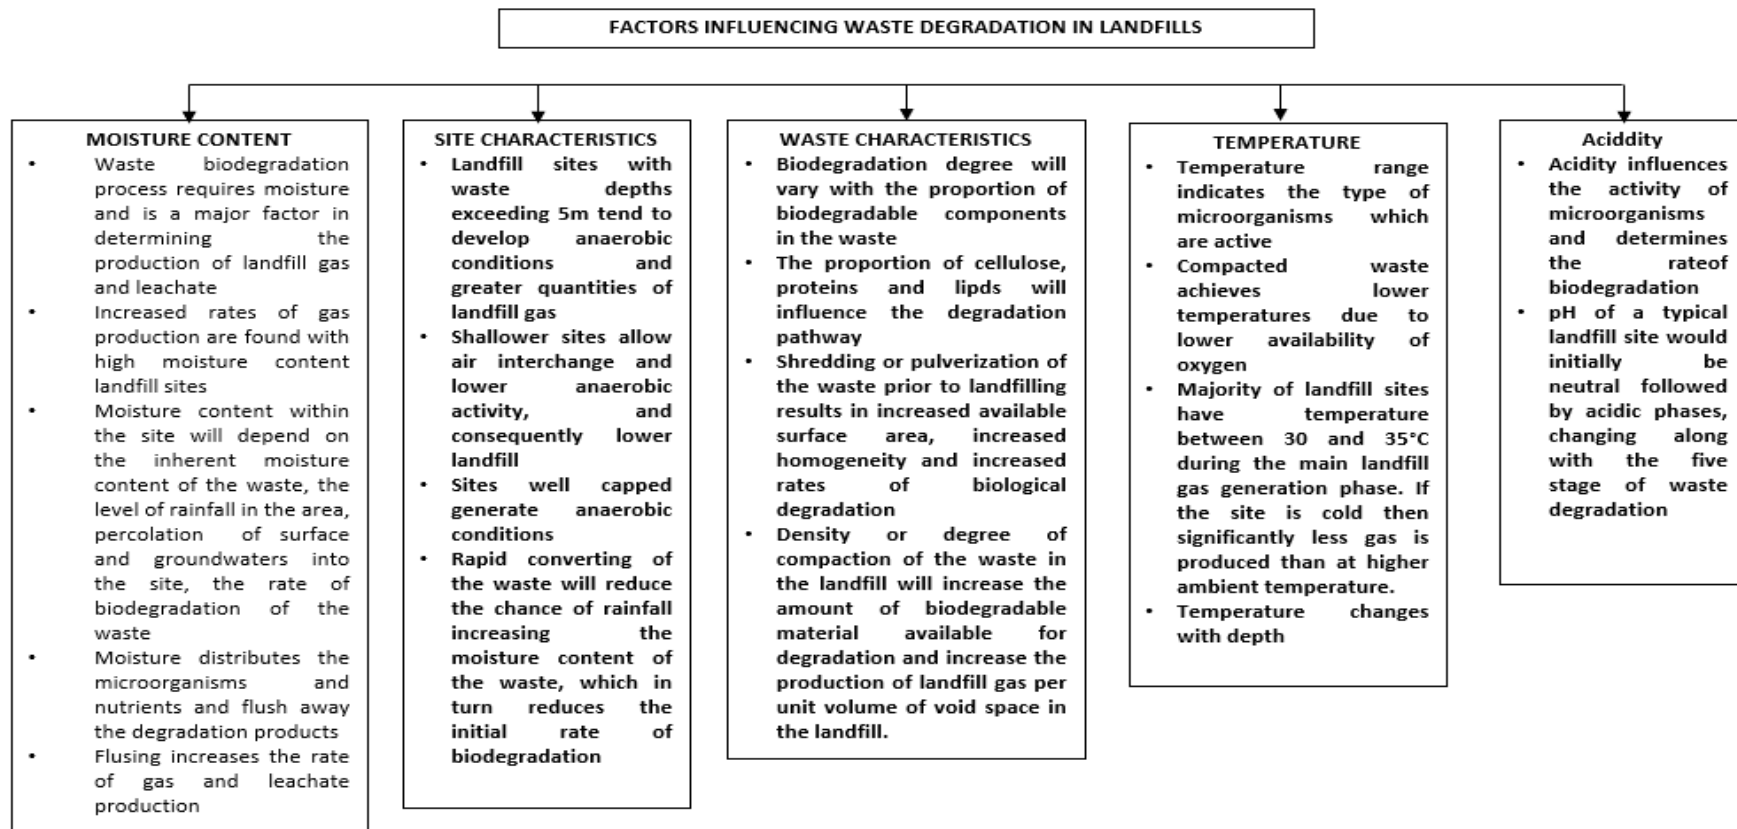 FACTORS INFLUENCING WASTE DEGRADATION IN LANDFILLS
MOISTURE CONTENT
• Waste biodegradation
process requires moisture
and is a major factor in
determining the
production of landfill gas
and leachate
• Increased rates of gas
production are found with
high moisture content
landfill sites
• Moisture content within
the site will depend on
the inherent moisture
content of the waste, the
level of rainfall in the area,
percolation of surface
and groundwaters into
the site, the rate of
biodegradation of the
waste
• Moisture distributes the
microorganisms and
nutrients and flush away
the degradation products
• Flusing increases the rate
of gas and leachate
production
SITE CHARACTERISTICS
• Landfill sites with
waste depths
exceeding 5m tend to
develop anaerobic
conditions and
greater quantities of
landfill gas
• Shallower sites allow
air interchange and
lower anaerobic
activity, and
consequently lower
landfill
• Sites well capped
generate anaerobic
conditions
• Rapid converting of
the waste will reduce
the chance of rainfall
increasing the
moisture content of
the waste, which in
turn reduces the
initial rate of
biodegradation
WASTE CHARACTERISTICS
• Biodegradation degree will
vary with the proportion of
biodegradable components
in the waste
• The proportion of cellulose,
proteins and lipds will
influence the degradation
pathway
• Shredding or pulverization of
the waste prior to landfilling
results in increased available
surface area, increased
homogeneity and increased
rates of biological
degradation
• Density or degree of
compaction of the waste in
the landfill will increase the
amount of biodegradable
material available for
degradation and increase the
production of landfill gas per
unit volume of void space in
the landfill.
TEMPERATURE
• Temperature range
indicates the type of
microorganisms which
are active
• Compacted waste
achieves lower
temperatures due to
lower availability of
oxygen
• Majority of landfill sites
have temperature
between 30 and 35°C
during the main landfill
gas generation phase. If
the site is cold then
significantly less gas is
produced than at higher
ambient temperature.
• Temperature changes
with depth
Aciddity
• Acidity influences
the activity of
microorganisms
and determines
the rateof
biodegradation
• pH of a typical
landfill site would
initially be
neutral followed
by acidic phases,
changing along
with the five
stage of waste
degradation